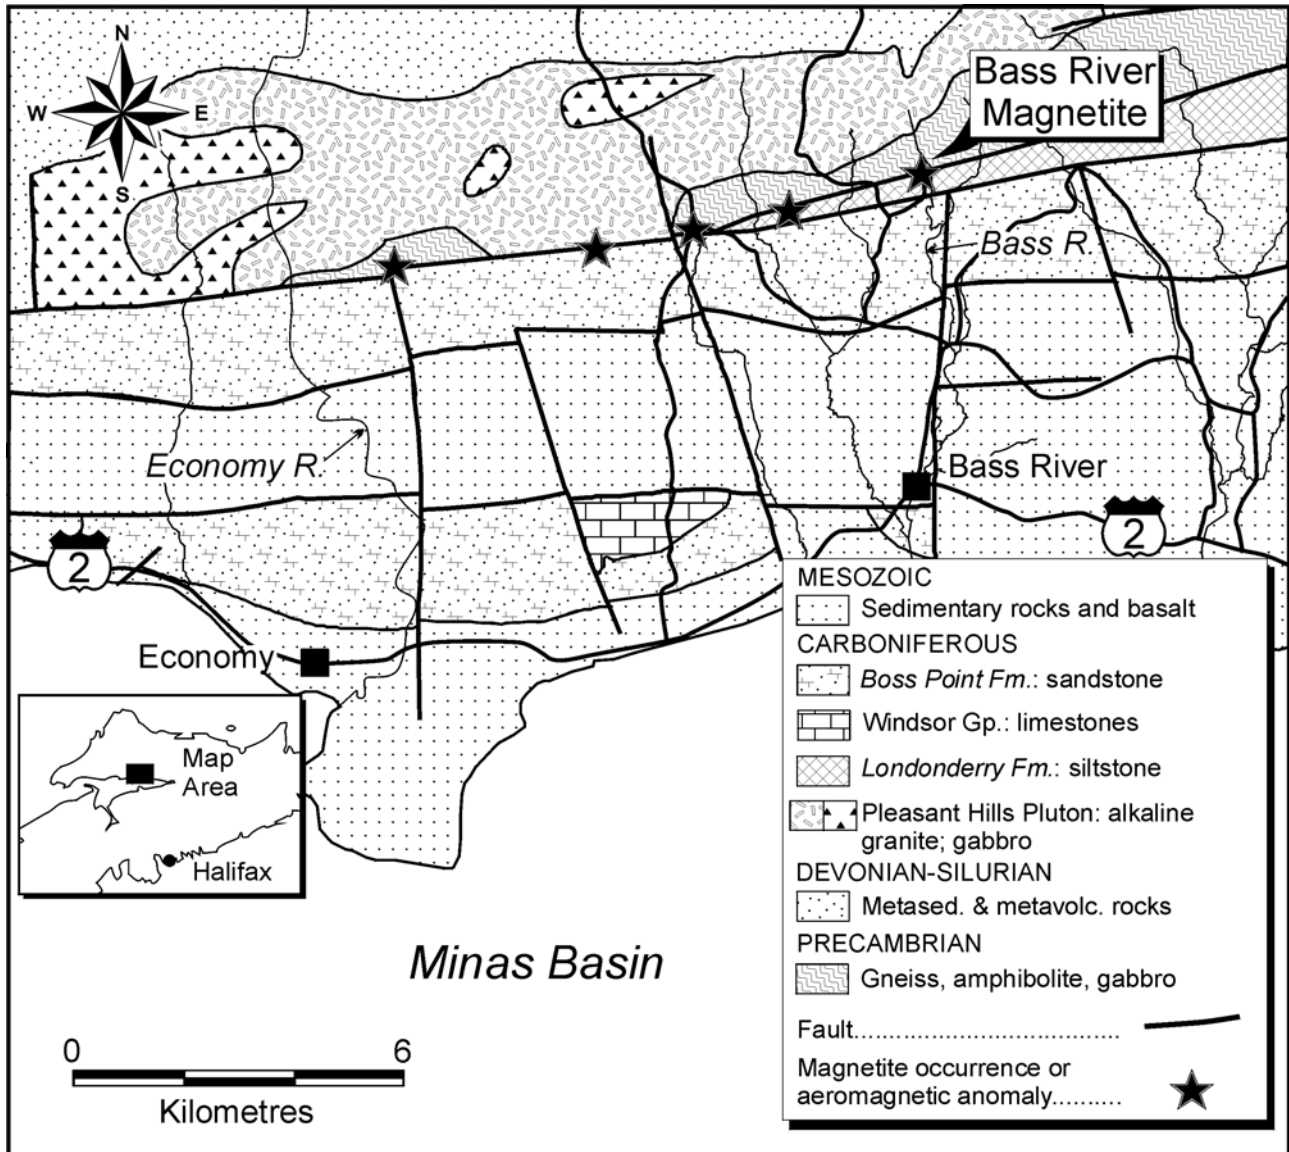 N
W
E
S
Bass River
Magnetite
Bass R.
Economy R.
Bass River
2
2
Economy
Map
Area
Halifax
Minas Basin
0 6
Kilometres
MESOZOIC
Sedimentary rocks and basalt
CARBONIFEROUS
Boss Point Fm.: sandstone
Windsor Gp.: limestones
Londonderry Fm.: siltstone
Pleasant Hills Pluton: alkaline
granite; gabbro
DEVONIAN-SILURIAN
Metased. & metavolc. rocks
PRECAMBRIAN
Gneiss, amphibolite, gabbro
Fault....................................
Magnetite occurrence or
aeromagnetic anomaly..........